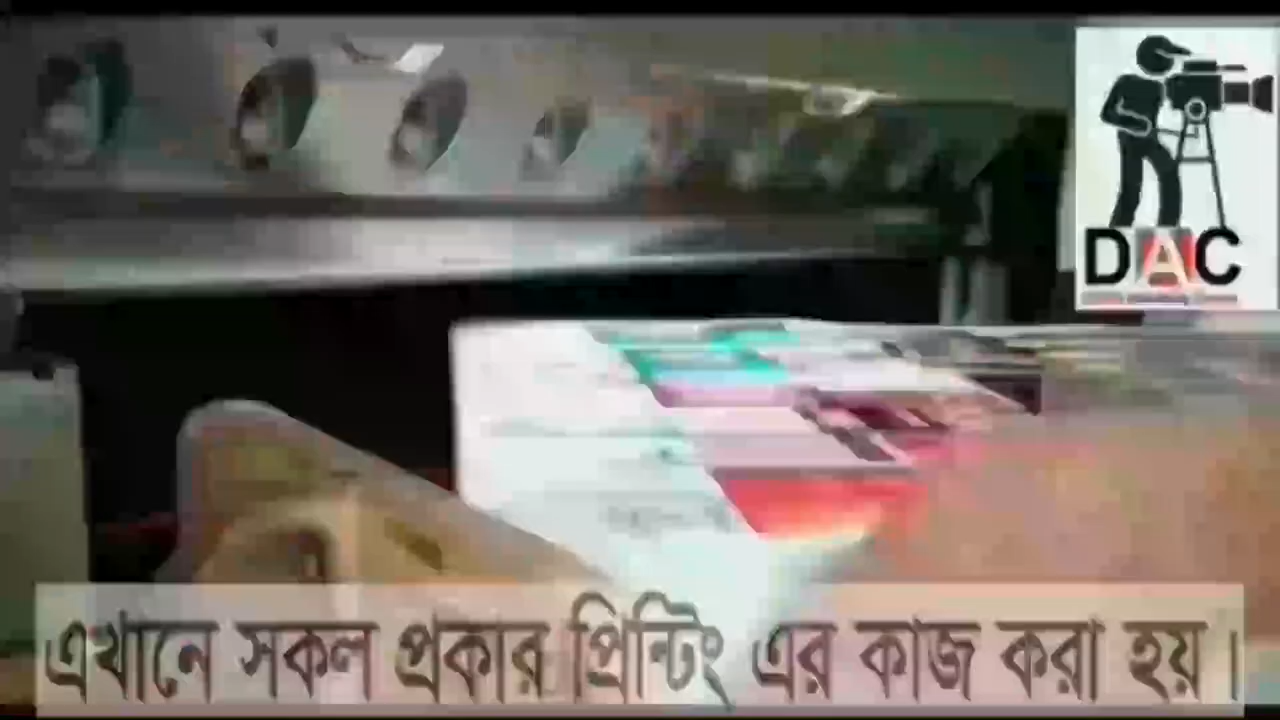 DAC
এখানে সকল প্রকার প্রিন্টিং এর কাজ করা হয়।